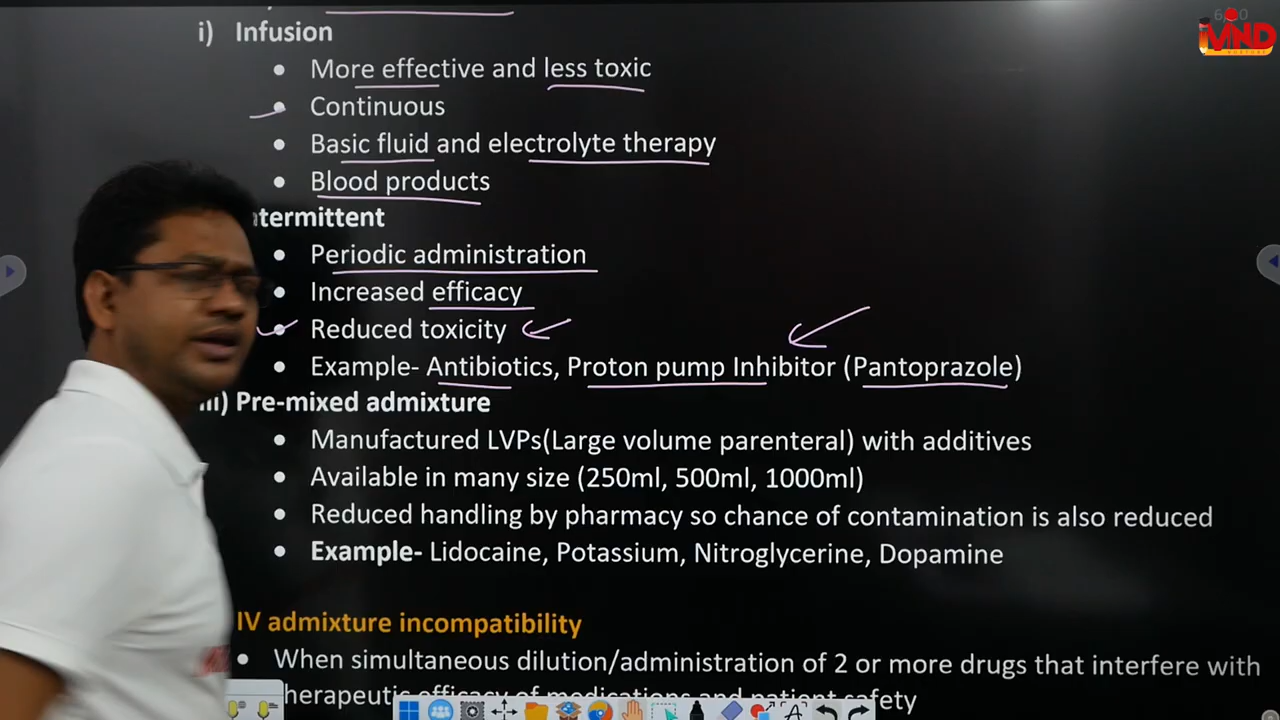 i) Infusion
• More effective and less toxic
• Continuous
• Basic fluid and electrolyte therapy
• Blood products
ntermittent
• Periodic administration
• Increased efficacy
• Reduced toxicity
• Example- Antibiotics, Proton pump Inhibitor (Pantoprazole)
iii) Pre-mixed admixture
• Manufactured LVPs(Large volume parenteral) with additives
• Available in many size (250ml, 500ml, 1000ml)
• Reduced handling by pharmacy so chance of contamination is also reduced
• Example- Lidocaine, Potassium, Nitroglycerine, Dopamine
IV admixture incompatibility
• When simultaneous dilution/administration of 2 or more drugs that interfere with
herapeutic efficacy of medications and patient safety